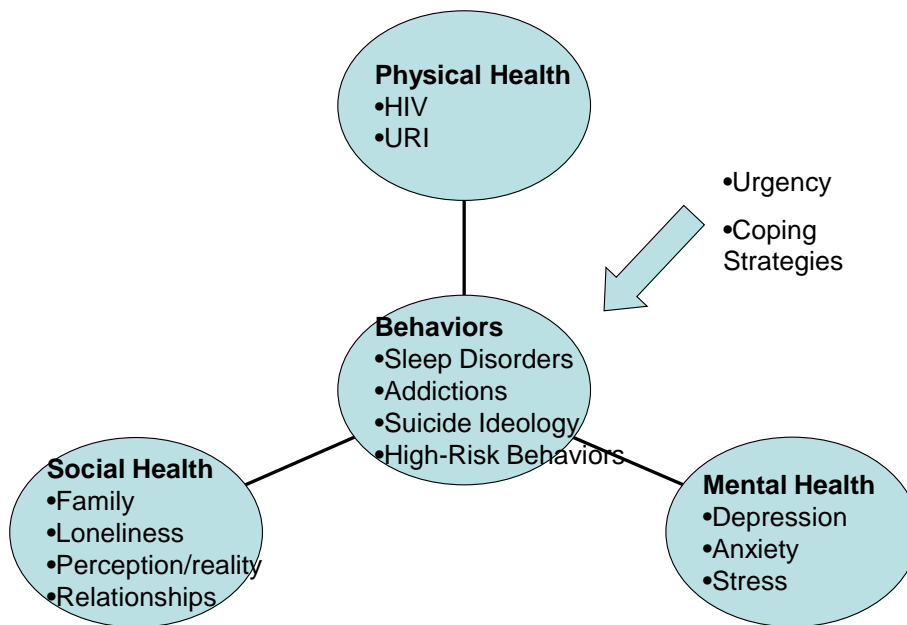 Physical Health
•HIV
•URI
•Urgency
•Coping
Strategies
Behaviors
•Sleep Disorders
•Addictions
•Suicide Ideology
•High-Risk Behaviors
Social Health
•Family
•Loneliness
•Perception/reality
•Relationships
Mental Health
•Depression
•Anxiety
•Stress